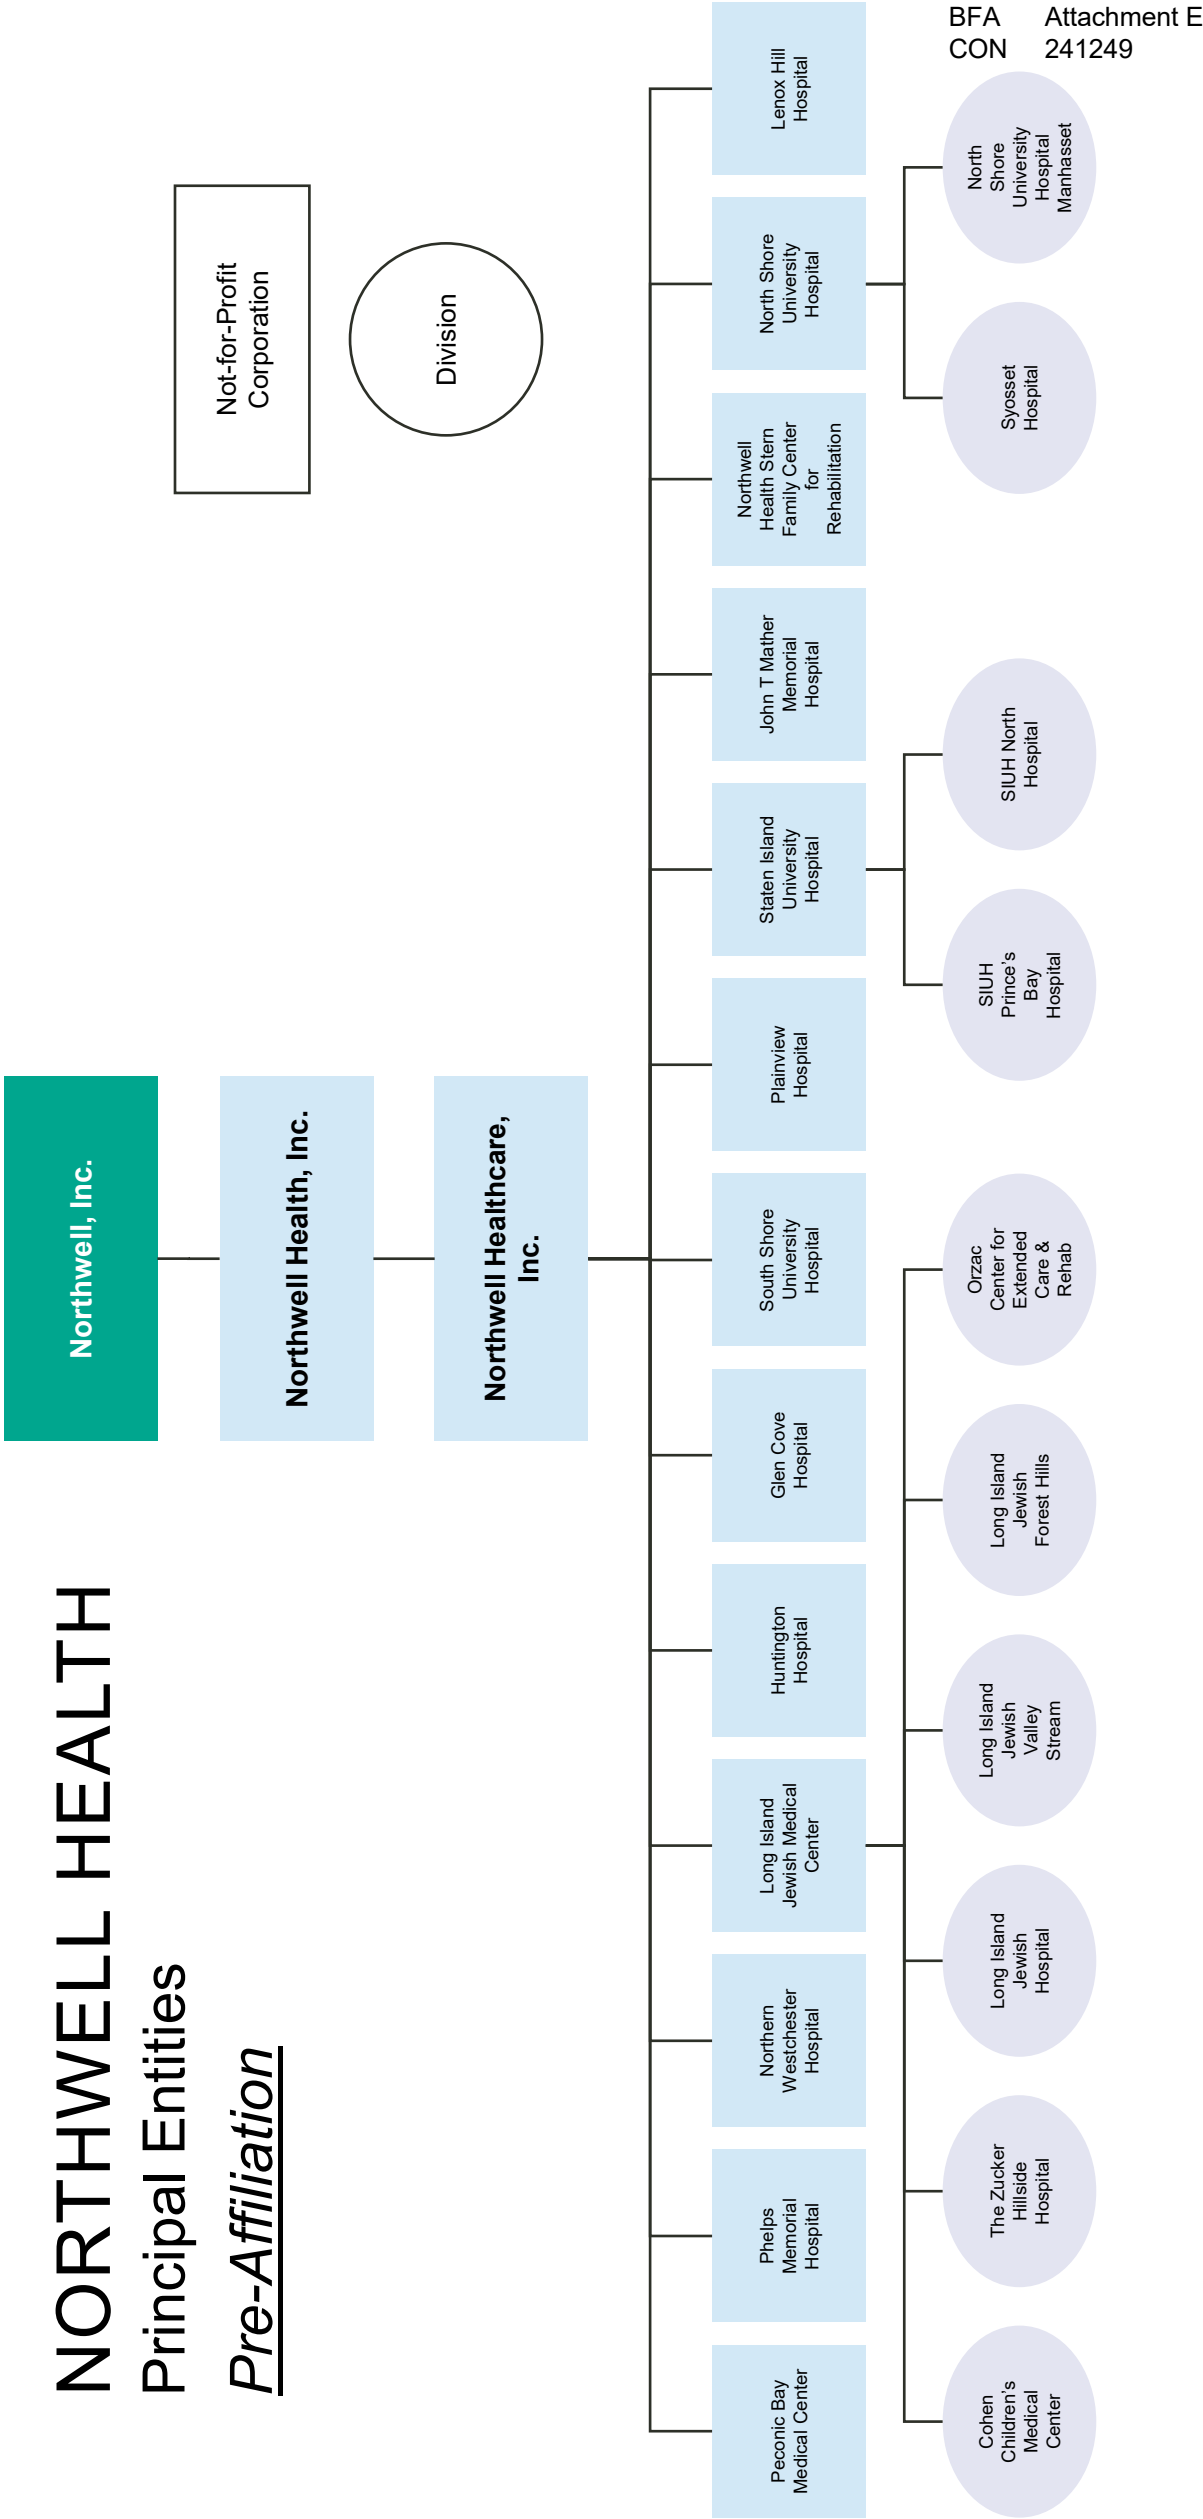 BFA Attachment E
CON 241249
NORTHWELL HEALTH
Principal Entities
Pre-Affiliation
Northwell, Inc.
Northwell Health, Inc.
Northwell Healthcare,
Inc.
Not-for-Profit
Corporation
Division
Peconic Bay
Medical Center
Phelps
Memorial
Hospital
Northern
Westchester
Hospital
Long Island
Jewish Medical
Center
Huntington
Hospital
Glen Cove
Hospital
South Shore
University
Hospital
Plainview
Hospital
Staten Island
University
Hospital
John T Mather
Memorial
Hospital
Northwell
Health Stern
Family Center
for
Rehabilitation
North Shore
University
Hospital
Lenox Hill
Hospital
Cohen
Children's
Medical
Center
The Zucker
Hillside
Hospital
Long Island
Jewish
Hospital
Long Island
Jewish
Valley
Stream
Long Island
Jewish
Forest Hills
Orzac
Center for
Extended
Care &
Rehab
SIUH
Prince's
Bay
Hospital
SIUH North
Hospital
Syosset
Hospital
North
Shore
University
Hospital
Manhasset